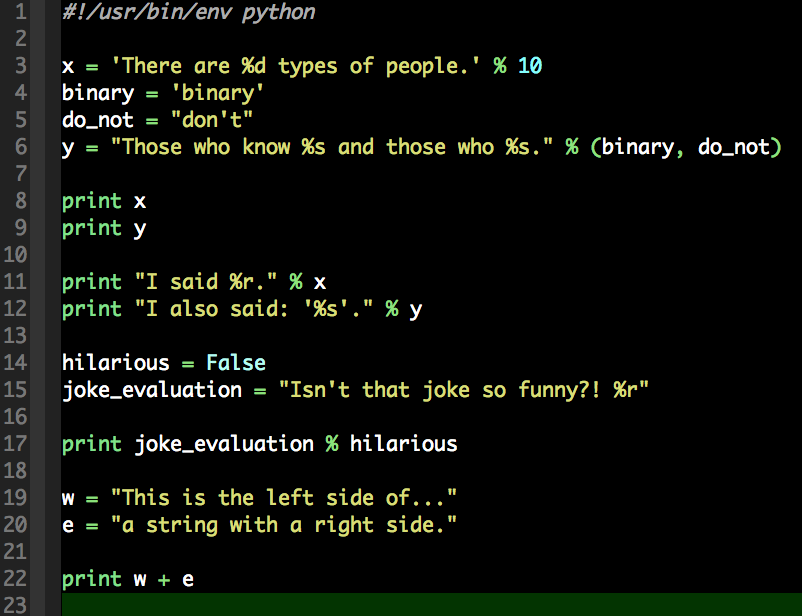 1 #!/usr/bin/env python
2
3 x = 'There are %d types of people.' % 10
4 binary = 'binary'
5 do_not = "don't"
6 y = "Those who know %s and those who %s." % (binary, do_not)
7
8 print x
9 print y
10
11 print "I said %r." % x
12 print "I also said: '%s'." % y
13
14 hilarious = False
15 joke_evaluation = "Isn't that joke so funny?! %r"
16
17 print joke_evaluation % hilarious
18
19 w = "This is the left side of..."
20 e = "a string with a right side."
21
22 print w + e
23